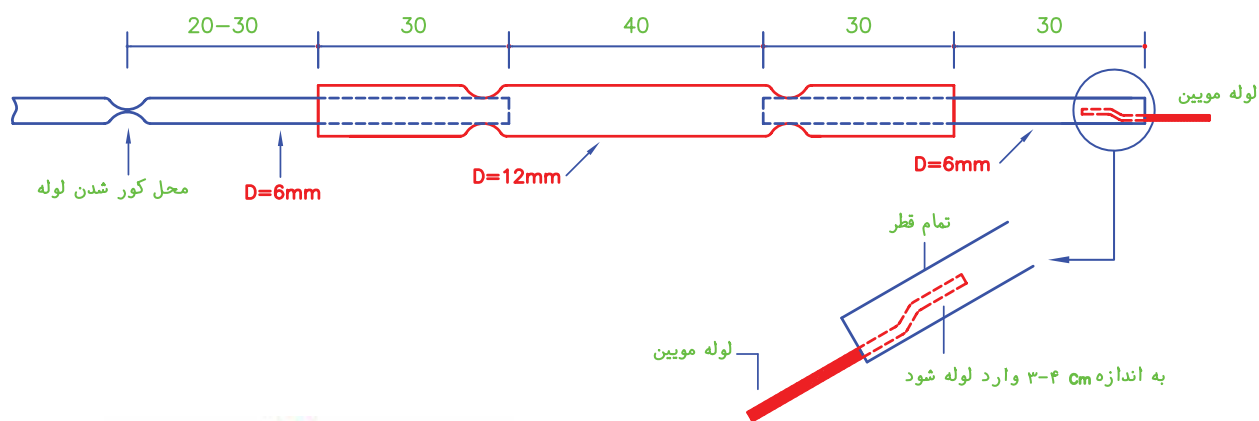 20-30
30
40
30
30
لوله مویین
محل کور شدن لوله
D=6mm
D=12mm
D=6mm
تمام قطر
لوله مویین
به اندازه ۳-۴ cm وارد لوله شود